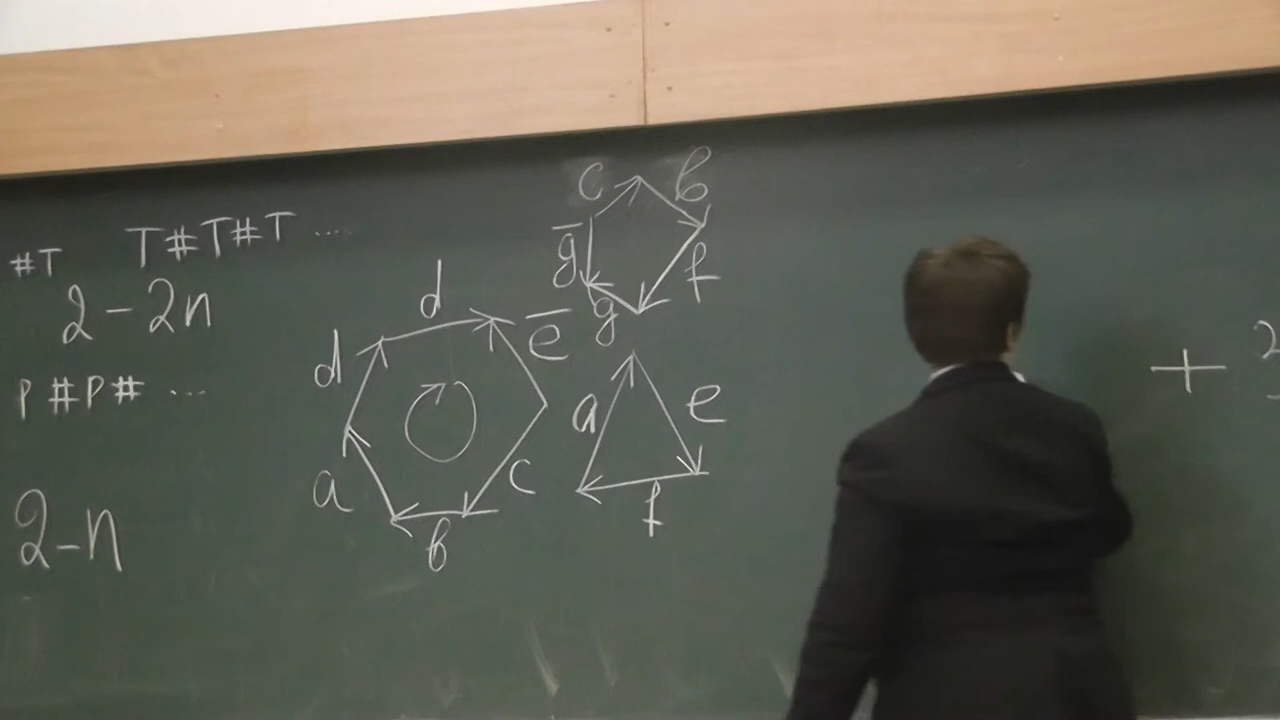 #T T#T#T ...
2-2n
P#P# ...
2-n
d
d
e̅
a
b
c
c
b
g̅
f
g
a
e
f
+